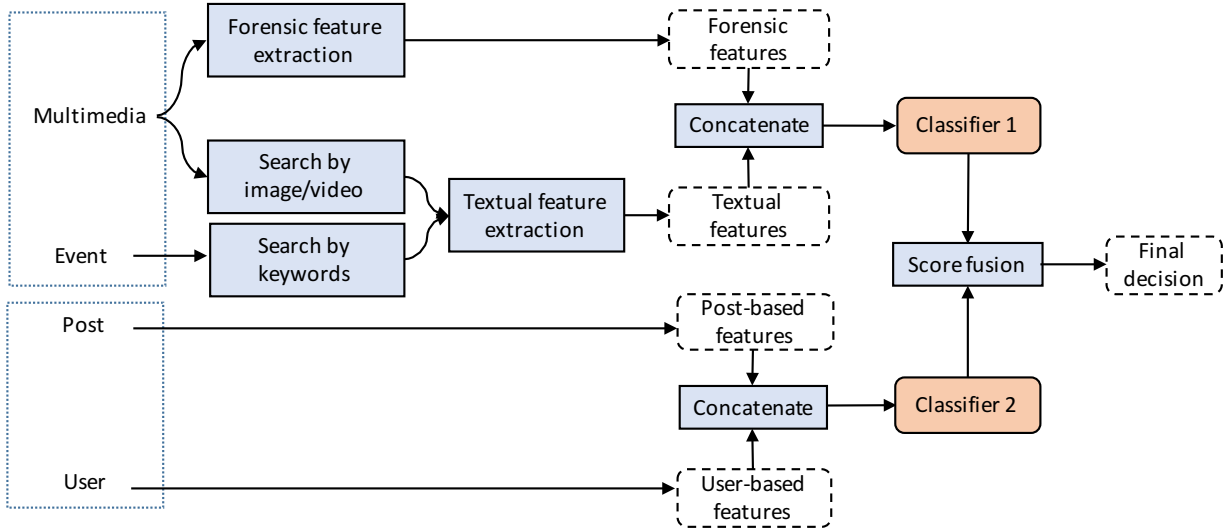 Forensic feature
extraction
Forensic
features
Multimedia
Concatenate
Classifier 1
Search by
image/video
Textual feature
extraction
Textual
features
Event
Search by
keywords
Score fusion
Final
decision
Post
Post-based
features
Concatenate
Classifier 2
User
User-based
features